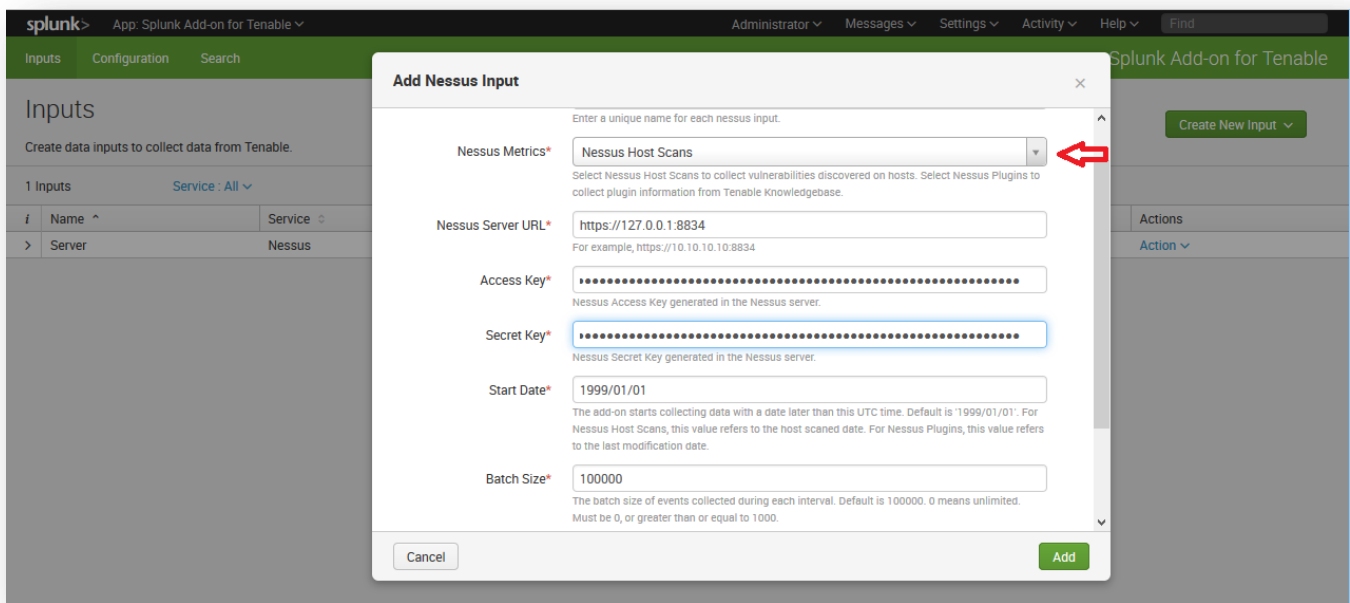 splunk> App: Splunk Add-on for Tenable Administrator Messages Settings Activity Help Find
Inputs Configuration Search Splunk Add-on for Tenable
Add Nessus Input ×
Inputs
Create data inputs to collect data from Tenable.
Create New Input
1 Inputs Service : All
i Name Service Actions
> Server Nessus Action
Enter a unique name for each nessus input.
Nessus Metrics* Nessus Host Scans
Select Nessus Host Scans to collect vulnerabilities discovered on hosts. Select Nessus Plugins to
collect plugin information from Tenable Knowledgebase.
Nessus Server URL* https://127.0.0.1:8834
For example, https://10.10.10.10:8834
Access Key*
Nessus Access Key generated in the Nessus server.
Secret Key*
Nessus Secret Key generated in the Nessus server.
Start Date* 1999/01/01
The add-on starts collecting data with a date later than this UTC time. Default is '1999/01/01'. For
Nessus Host Scans, this value refers to the host scaned date. For Nessus Plugins, this value refers
to the last modification date.
Batch Size* 100000
The batch size of events collected during each interval. Default is 100000. 0 means unlimited.
Must be 0, or greater than or equal to 1000.
Cancel Add